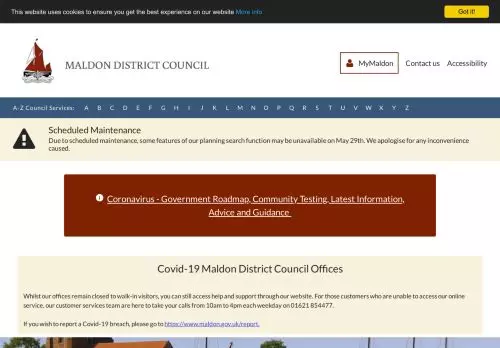 This website uses cookies to ensure you get the best experience on our website More info
Got it!
MALDON DISTRICT COUNCIL
MyMaldon
Contact us
Accessibility
A-Z Council Services: A B C D E F G H I J K L M N O P Q R S T U V W X Y Z
Scheduled Maintenance
Due to scheduled maintenance, some features of our planning search function may be unavailable on May 29th. We apologise for any inconvenience
caused.
Coronavirus - Government Roadmap, Community Testing, Latest Information,
Advice and Guidance
Covid-19 Maldon District Council Offices
Whilst our offices remain closed to walk-in visitors, you can still access help and support through our website. For those customers who are unable to access our online
service, our customer services team are here to take your calls from 10am to 4pm each weekday on 01621 854477.
If you wish to report a Covid-19 breach, please go to https://www.maldon.gov.uk/report.